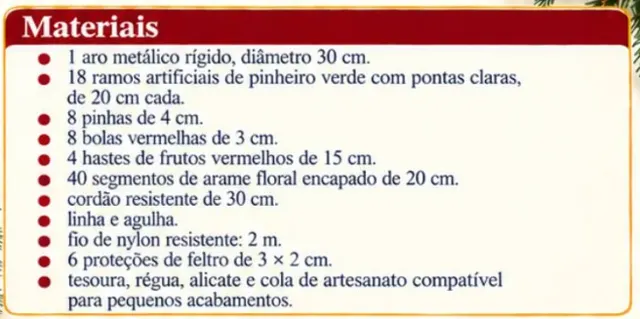 Materiais
1 aro metálico rígido, diâmetro 30 cm.
18 ramos artificiais de pinheiro verde com pontas claras,
de 20 cm cada.
8 pinhas de 4 cm.
8 bolas vermelhas de 3 cm.
4 hastes de frutos vermelhos de 15 cm.
40 segmentos de arame floral encapado de 20 cm.
cordão resistente de 30 cm.
linha e agulha.
fio de nylon resistente: 2 m.
6 proteções de feltro de 3 × 2 cm.
tesoura, régua, alicate e cola de artesanato compatível
para pequenos acabamentos.